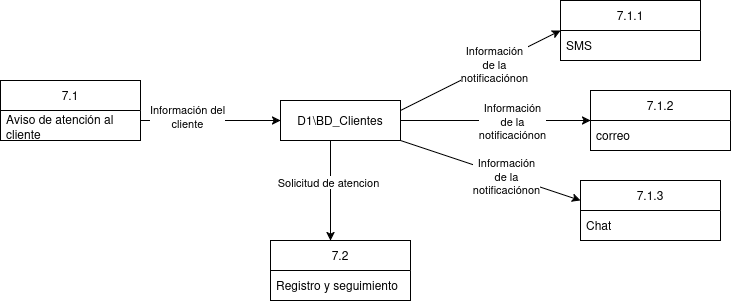 7.1
Aviso de atención al
cliente
Información del
cliente
D1\BD_Clientes
Información
de la
notificaciónon
7.1.1
SMS
Información
de la
notificaciónon
7.1.2
correo
Información
de la
notificaciónon
7.1.3
Chat
Solicitud de atencion
7.2
Registro y seguimiento